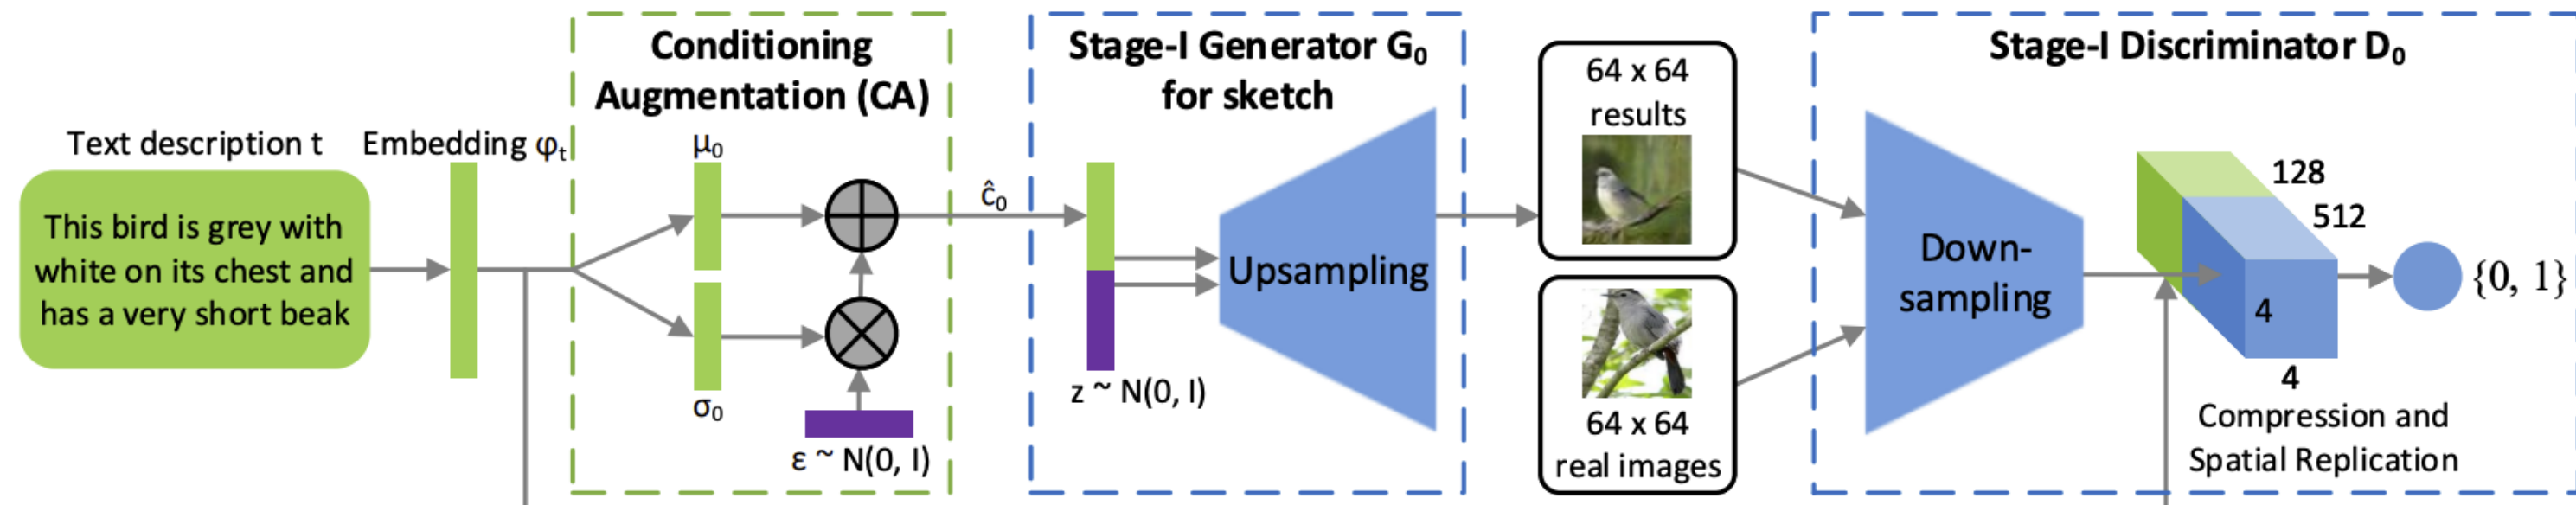 Text description t
This bird is grey with
white on its chest and
has a very short beak
Embedding φₜ
Conditioning
Augmentation (CA)
μ₀
σ₀
ε ~ N(0, I)
ĉ₀
Stage-I Generator G₀
for sketch
z ~ N(0, I)
Upsampling
64 x 64
results
64 x 64
real images
Stage-I Discriminator D₀
Down-
sampling
128
512
4
4
{0, 1}
Compression and
Spatial Replication